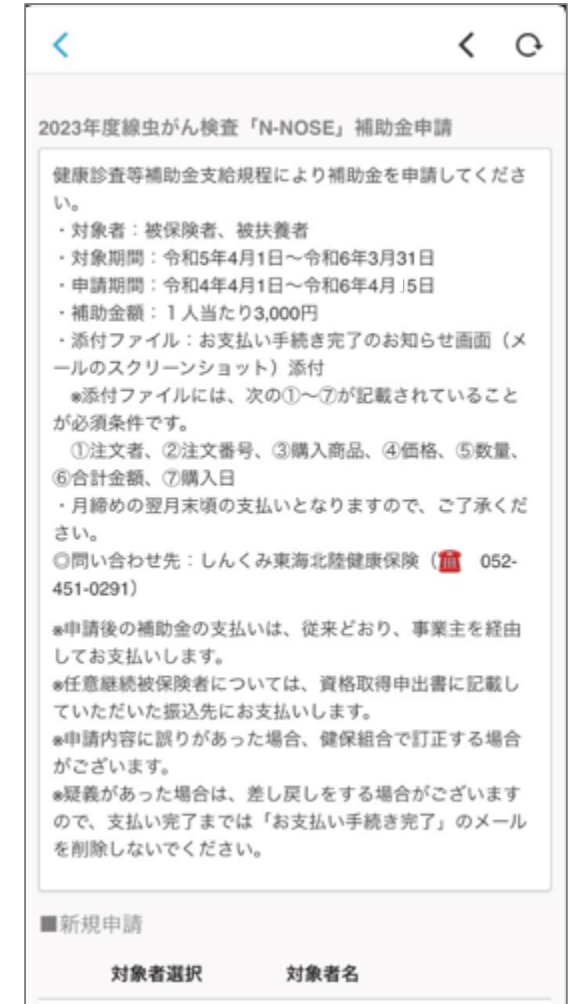 2023年度線虫がん検査「N-NOSE」補助金申請
健康診査等補助金支給規程により補助金を申請してくださ
い。
・対象者：被保険者、被扶養者
・対象期間：令和5年4月1日～令和6年3月31日
・申請期間：令和4年4月1日～令和6年4月15日
・補助金額：１人当たり3,000円
・添付ファイル：お支払い手続き完了のお知らせ画面（メ
ールのスクリーンショット）添付
※添付ファイルには、次の①～⑦が記載されていること
が必須条件です。
①注文者、②注文番号、③購入商品、④価格、⑤数量、
⑥合計金額、⑦購入日
・月締めの翌月末頃の支払いとなりますので、ご了承くだ
さい。
◎問い合わせ先：しんくみ東海北陸健康保険（☎ 052-
451-0291）
※申請後の補助金の支払いは、従来どおり、事業主を経由
してお支払いします。
※任意継続被保険者については、資格取得申出書に記載し
ていただいた振込先にお支払いします。
※申請内容に誤りがあった場合、健保組合で訂正する場合
がございます。
※疑義があった場合は、差し戻しをする場合がございます
ので、支払い完了までは「お支払い手続き完了」のメール
を削除しないでください。
■新規申請
対象者選択 対象者名